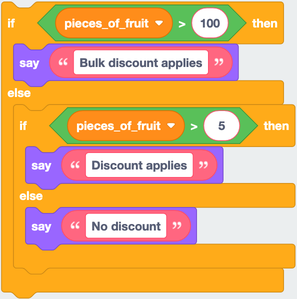 if pieces_of_fruit > 100 then
say “ Bulk discount applies ”
else
if pieces_of_fruit > 5 then
say “ Discount applies ”
else
say “ No discount ”